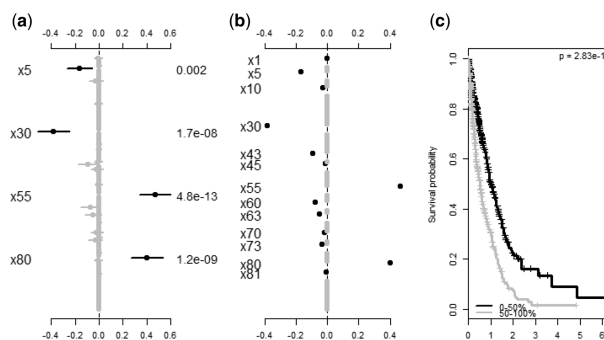 (a)
-0.4 -0.2 0.0 0.2 0.4 0.6
x5
0.002
x30
1.7e-08
x55
4.8e-13
x80
1.2e-09
-0.4 -0.2 0.0 0.2 0.4 0.6
(b)
-0.4 -0.2 0.0 0.2 0.4
x1
x5
x10
x30
x43
x45
x55
x60
x63
x70
x73
x80
x81
-0.4 -0.2 0.0 0.2 0.4
(c)
p = 2.83e-1
Survival probability
1.0
0.8
0.6
0.4
0.2
0.0
0-50%
50-100%
0 1 2 3 4 5 6